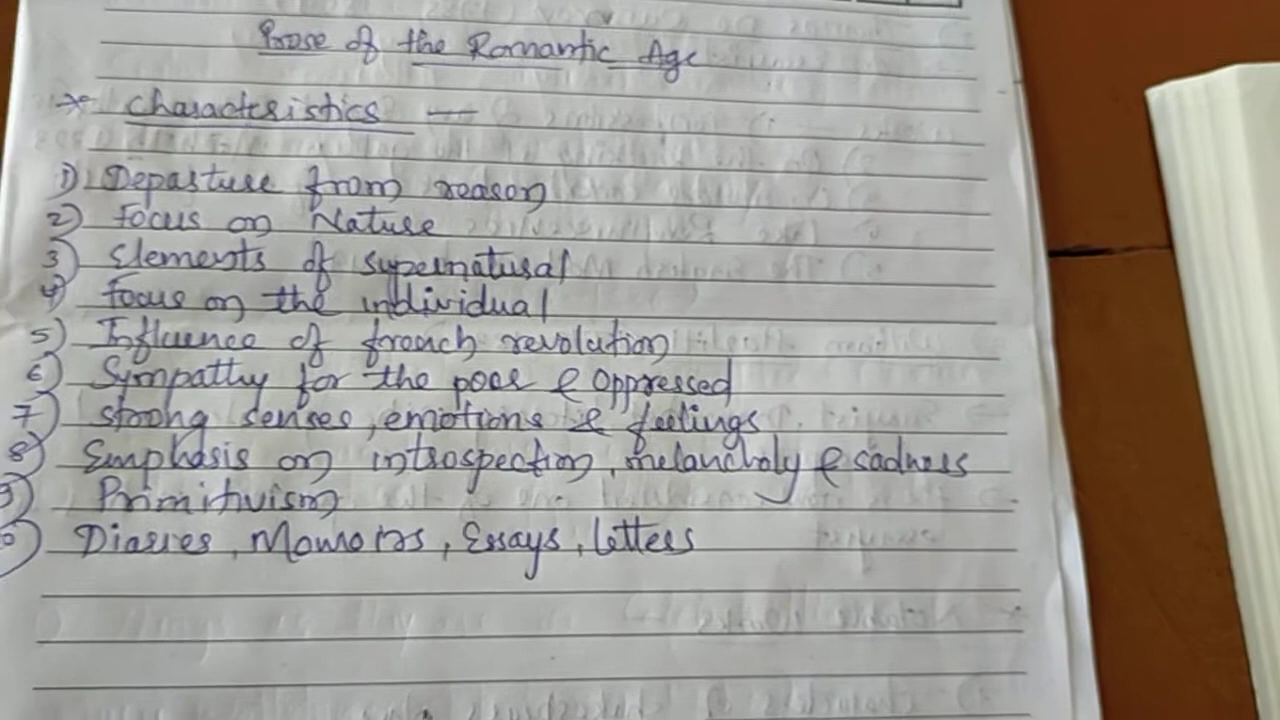 Prose of the Romantic Age
* Characteristics —
1) Departure from reason
2) Focus on Nature
3) Elements of supernatural
4) focus on the individual
5) Influence of french revolution
6) Sympathy for the poor & Oppressed
7) strong senses, emotions & feelings
8) Emphasis on introspection, melancholy & sadness
9) Primitivism
10) Diaries, Momoirs, Essays, letters